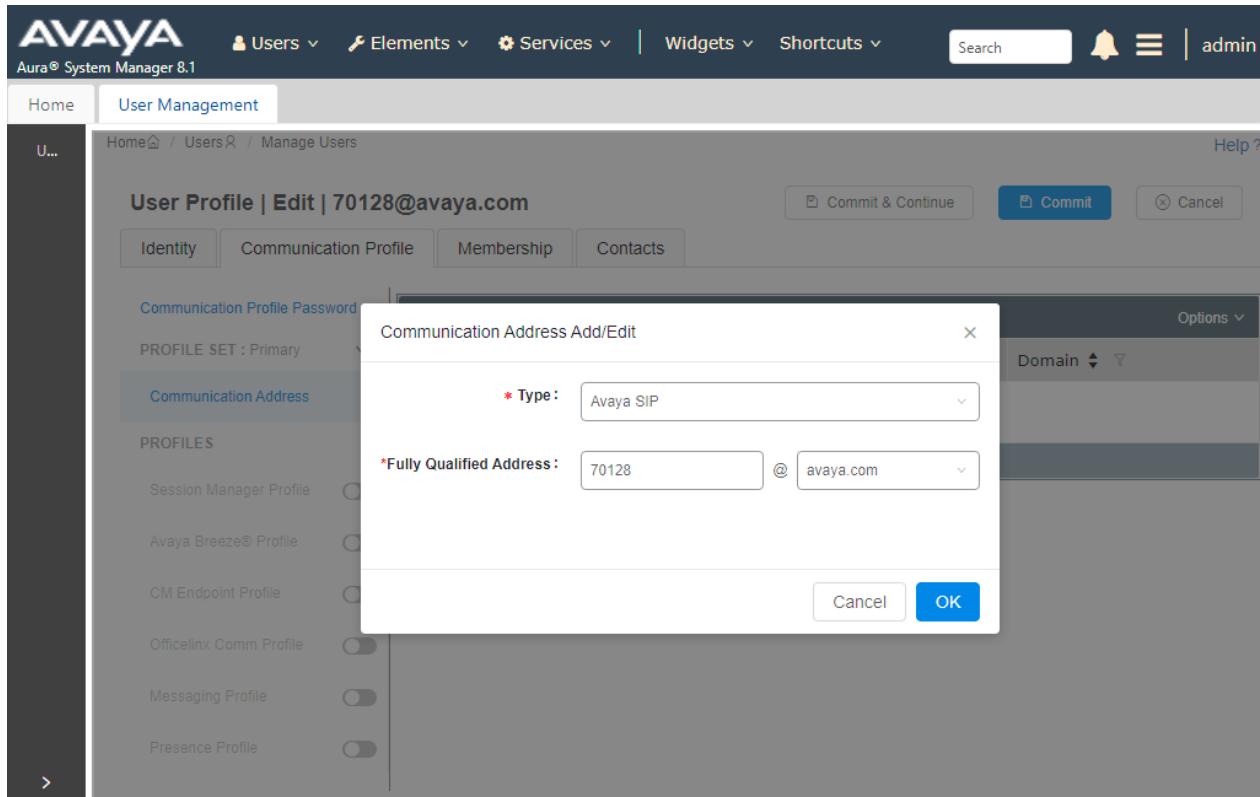 AVAYA
Aura® System Manager 8.1
Users Elements Services Widgets Shortcuts Search admin
Home User Management
U...
Home / Users / Manage Users Help ?
User Profile | Edit | 70128@avaya.com Commit & Continue Commit Cancel
Identity Communication Profile Membership Contacts
Communication Profile Password
Options
PROFILE SET : Primary
Domain
Communication Address
PROFILES
Session Manager Profile
Avaya Breeze® Profile
CM Endpoint Profile
Officelinx Comm Profile
Messaging Profile
Presence Profile
Communication Address Add/Edit ×
* Type : Avaya SIP
*Fully Qualified Address : 70128 @ avaya.com
Cancel OK
>